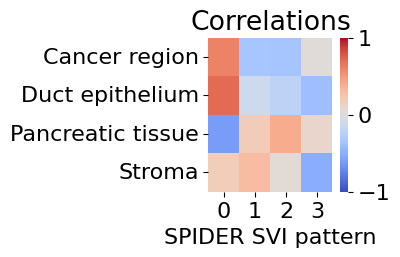 Correlations
Cancer region
Duct epithelium
Pancreatic tissue
Stroma
1
0
−1
0 1 2 3
SPIDER SVI pattern